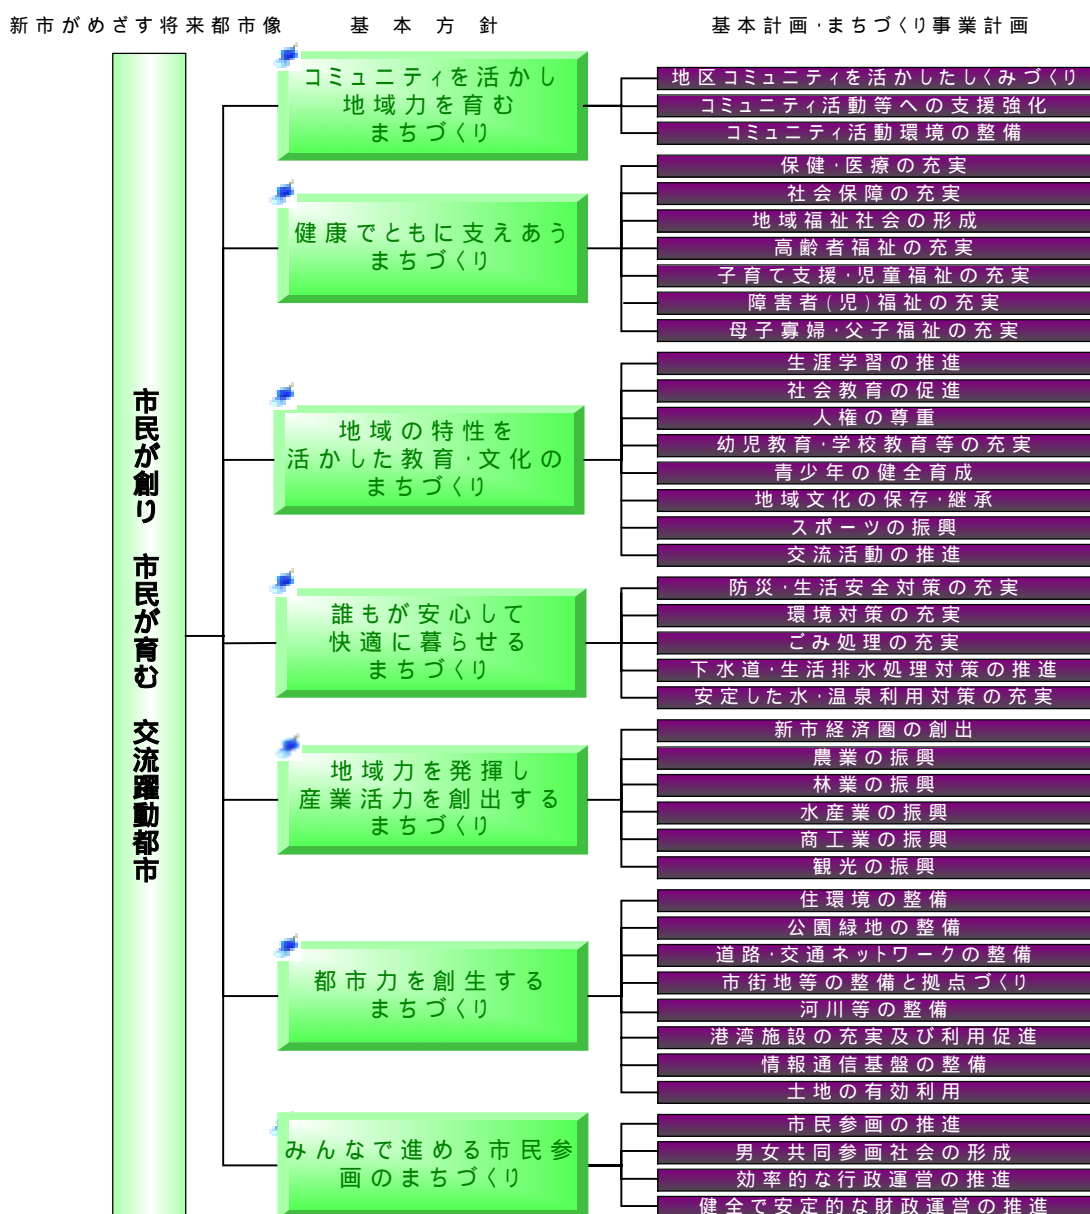 新市がめざす将来都市像
基本方針
基本計画・まちづくり事業計画
市民が創り　市民が育む　交流躍動都市
コミュニティを活かし
地域力を育む
まちづくり
地区コミュニティを活かしたしくみづくり
コミュニティ活動等への支援強化
コミュニティ活動環境の整備
健康でともに支えあう
まちづくり
保健・医療の充実
社会保障の充実
地域福祉社会の形成
高齢者福祉の充実
子育て支援・児童福祉の充実
障害者(児)福祉の充実
母子寡婦・父子福祉の充実
地域の特性を
活かした教育・文化の
まちづくり
生涯学習の推進
社会教育の促進
人権の尊重
幼児教育・学校教育等の充実
青少年の健全育成
地域文化の保存・継承
スポーツの振興
交流活動の推進
誰もが安心して
快適に暮らせる
まちづくり
防災・生活安全対策の充実
環境対策の充実
ごみ処理の充実
下水道・生活排水処理対策の推進
安定した水・温泉利用対策の充実
地域力を発揮し
産業活力を創出する
まちづくり
新市経済圏の創出
農業の振興
林業の振興
水産業の振興
商工業の振興
観光の振興
都市力を創生する
まちづくり
住環境の整備
公園緑地の整備
道路・交通ネットワークの整備
市街地等の整備と拠点づくり
河川等の整備
港湾施設の充実及び利用促進
情報通信基盤の整備
土地の有効利用
みんなで進める市民参
画のまちづくり
市民参画の推進
男女共同参画社会の形成
効率的な行政運営の推進
健全で安定的な財政運営の推進